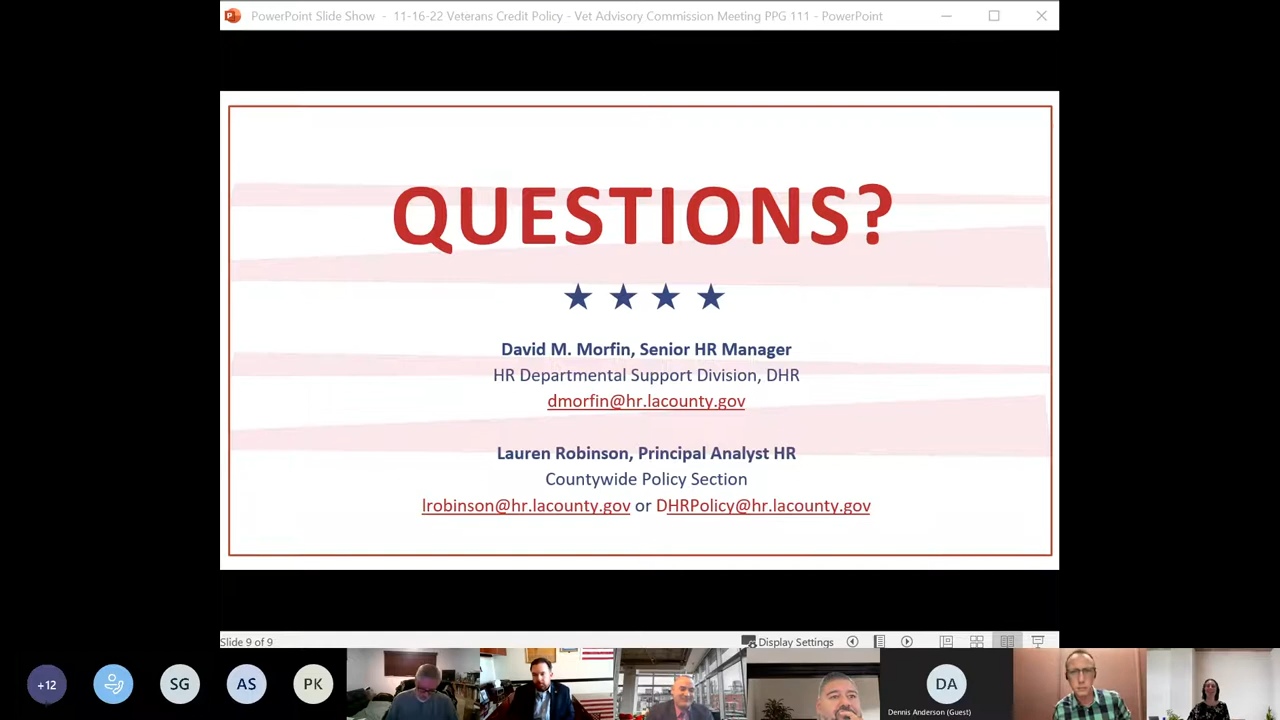 PowerPoint Slide Show - 11-16-22 Veterans Credit Policy - Vet Advisory Commission Meeting PPG 111 - PowerPoint
QUESTIONS?
David M. Morfin, Senior HR Manager
HR Departmental Support Division, DHR
dmorfin@hr.lacounty.gov
Lauren Robinson, Principal Analyst HR
Countywide Policy Section
lrobinson@hr.lacounty.gov or DHRPolicy@hr.lacounty.gov
Slide 9 of 9
Display Settings
+12
SG
AS
PK
DA
Dennis Anderson (Guest)